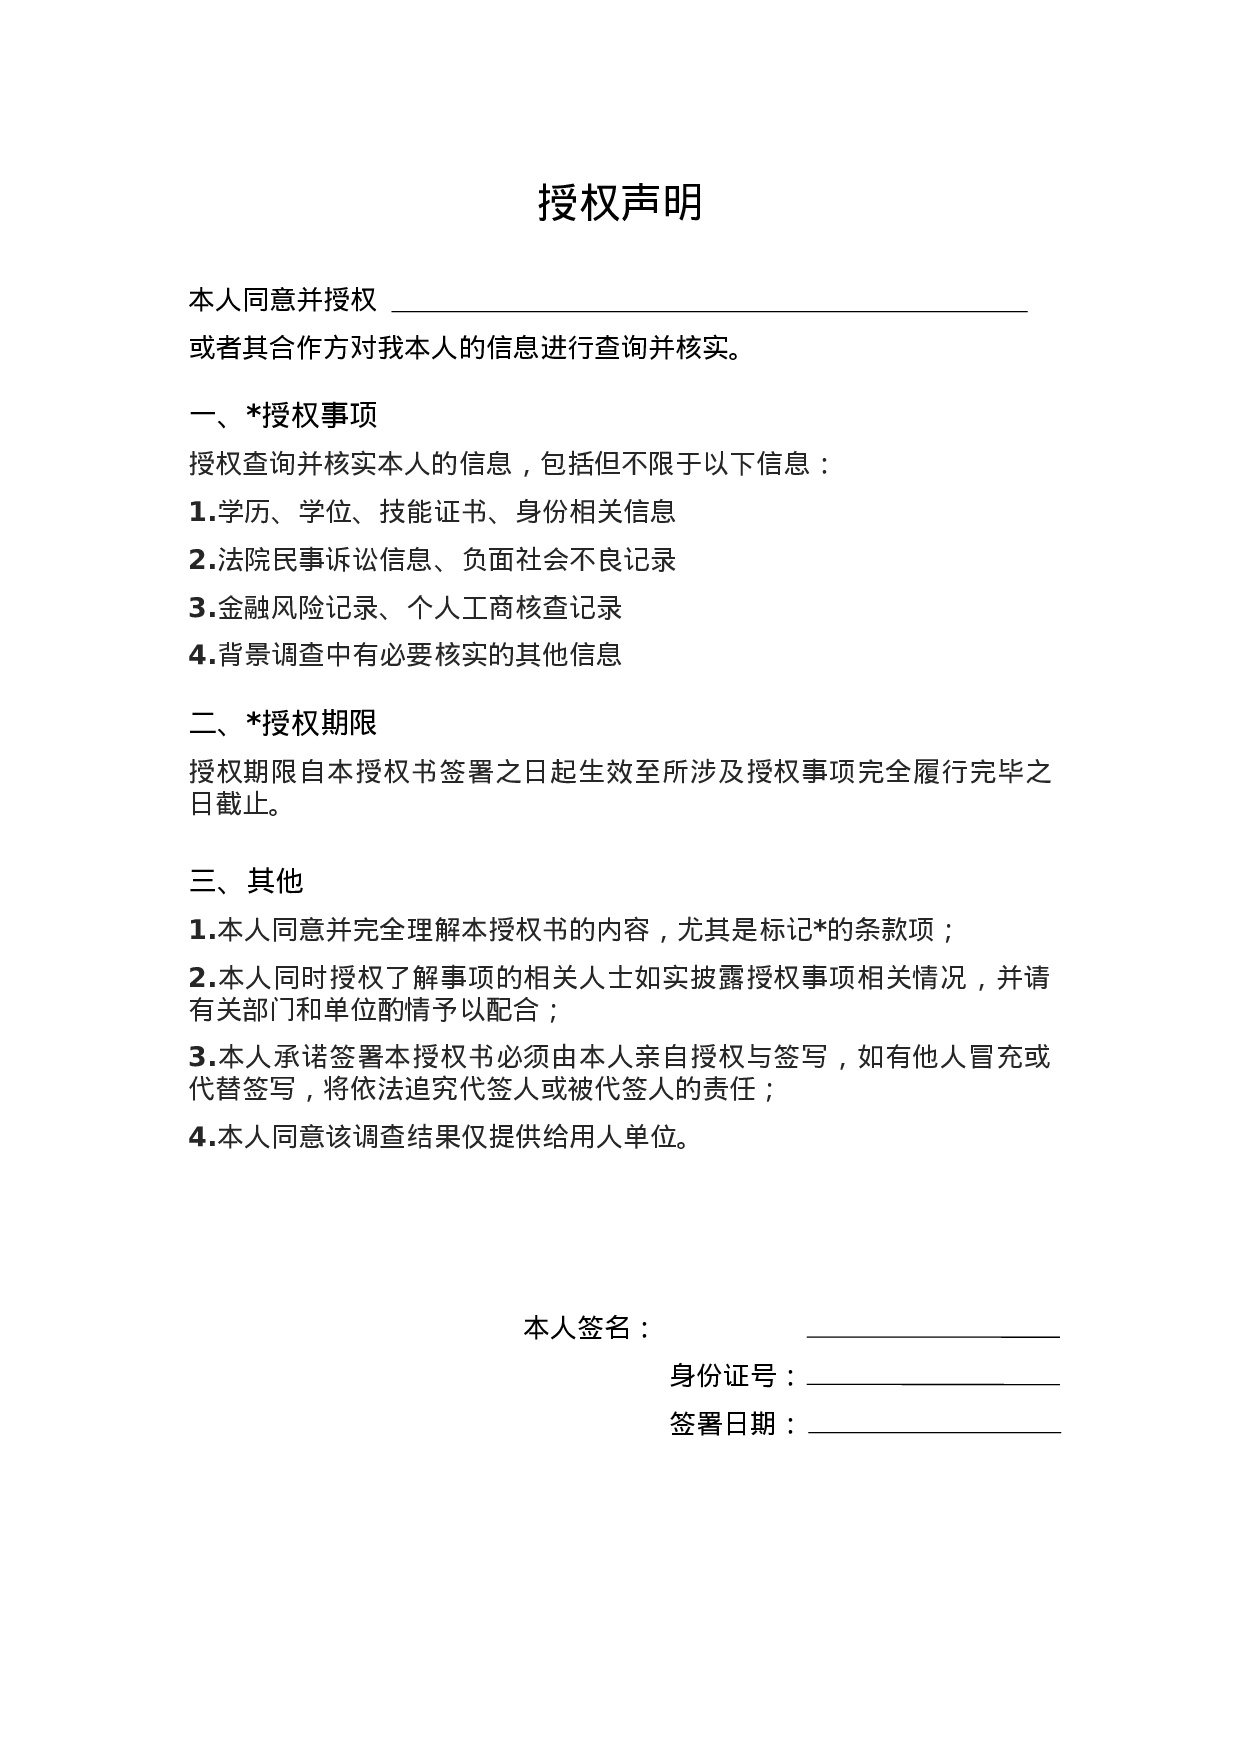 授权声明
本人同意并授权
或者其合作方对我本人的信息进行查询并核实。
一、*授权事项
授权查询并核实本人的信息，包括但不限于以下信息：
1.学历、学位、技能证书、身份相关信息
2.法院民事诉讼信息、负面社会不良记录
3.金融风险记录、个人工商核查记录
4.背景调查中有必要核实的其他信息
二、*授权期限
授权期限自本授权书签署之日起生效至所涉及授权事项完全履行完毕之
日截止。
三、其他
1.本人同意并完全理解本授权书的内容，尤其是标记*的条款项；
2.本人同时授权了解事项的相关人士如实披露授权事项相关情况，并请
有关部门和单位酌情予以配合；
3.本人承诺签署本授权书必须由本人亲自授权与签写，如有他人冒充或
代替签写，将依法追究代签人或被代签人的责任；
4.本人同意该调查结果仅提供给用人单位。
本人签名：
身份证号：
签署日期：